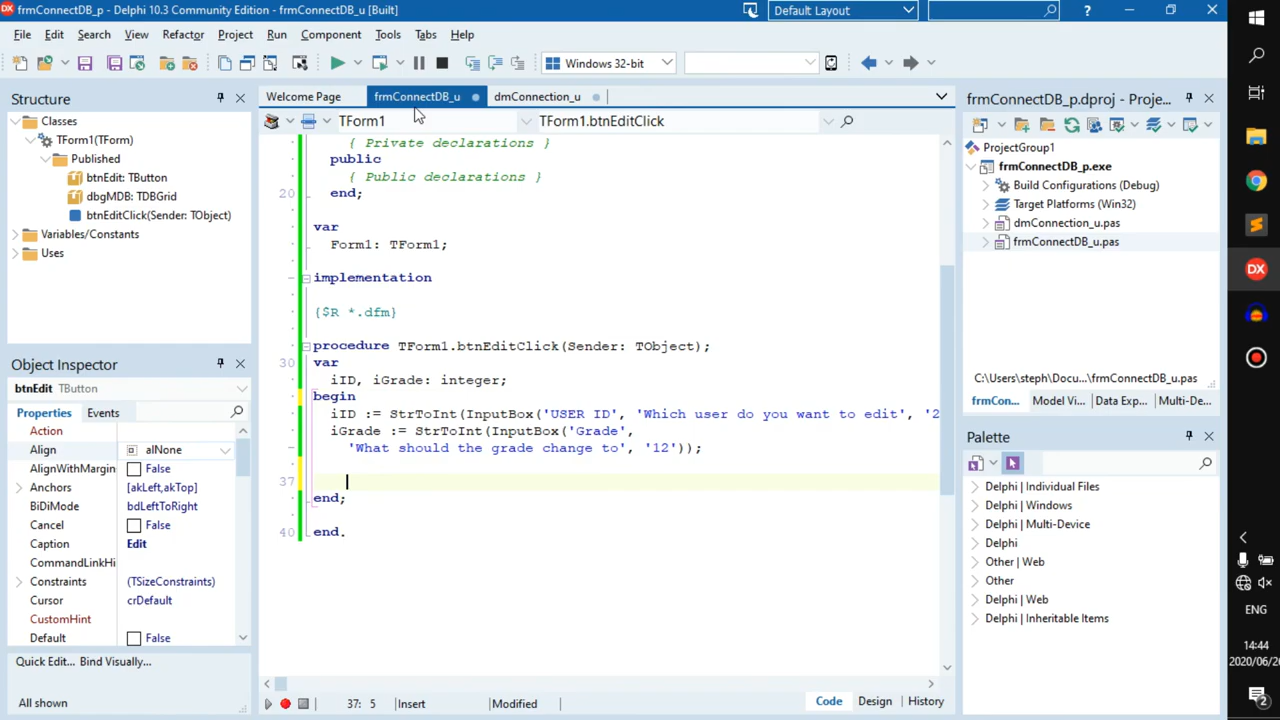 frmConnectDB_p - Delphi 10.3 Community Edition - frmConnectDB_u [Built]
Default Layout
File Edit Search View Refactor Project Run Component Tools Tabs Help
Windows 32-bit
Structure
Classes
TForm1(TForm)
Published
btnEdit: TButton
dbgMDB: TDBGrid
btnEditClick(Sender: TObject)
Variables/Constants
Uses
Object Inspector
btnEdit TButton
Properties Events
Action
Align alNone
AlignWithMargin False
Anchors [akLeft,akTop]
BiDiMode bdLeftToRight
Cancel False
Caption Edit
CommandLinkHi
Constraints (TSizeConstraints)
Cursor crDefault
CustomHint
Default False
Quick Edit... Bind Visually...
All shown
Welcome Page frmConnectDB_u dmConnection_u
TForm1 TForm1.btnEditClick
{ Private declarations }
public
{ Public declarations }
20 end;
var
Form1: TForm1;
implementation
{$R *.dfm}
procedure TForm1.btnEditClick(Sender: TObject);
30 var
iID, iGrade: integer;
begin
iID := StrToInt(InputBox('USER ID', 'Which user do you want to edit', '2
iGrade := StrToInt(InputBox('Grade',
'What should the grade change to', '12'));
37
end;
40 end.
37: 5 Insert Modified Code Design History
frmConnectDB_p.dproj - Proje...
ProjectGroup1
frmConnectDB_p.exe
Build Configurations (Debug)
Target Platforms (Win32)
dmConnection_u.pas
frmConnectDB_u.pas
C:\Users\steph\Docu...\frmConnectDB_u.pas
frmCon... Model Vi... Data Exp... Multi-De...
Palette
Delphi | Individual Files
Delphi | Windows
Delphi | Multi-Device
Delphi
Other | Web
Other
Delphi | Web
Delphi | Inheritable Items
ENG
14:44
2020/06/2
2